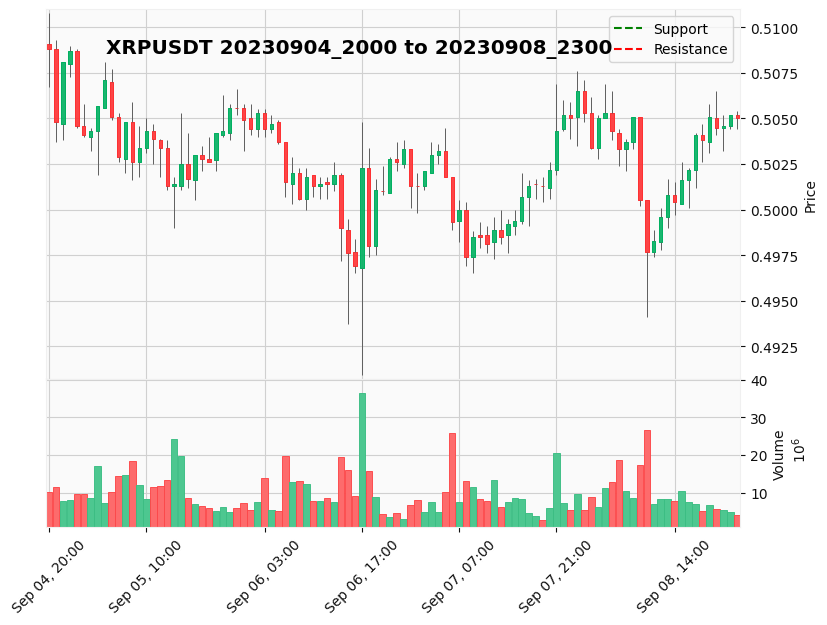 XRPUSDT 20230904_2000 to 20230908_2300
Support
Resistance
0.5100
0.5075
0.5050
0.5025
0.5000
0.4975
0.4950
0.4925
Price
40
30
20
10
Volume
10^6
Sep 04, 20:00
Sep 05, 10:00
Sep 06, 03:00
Sep 06, 17:00
Sep 07, 07:00
Sep 07, 21:00
Sep 08, 14:00